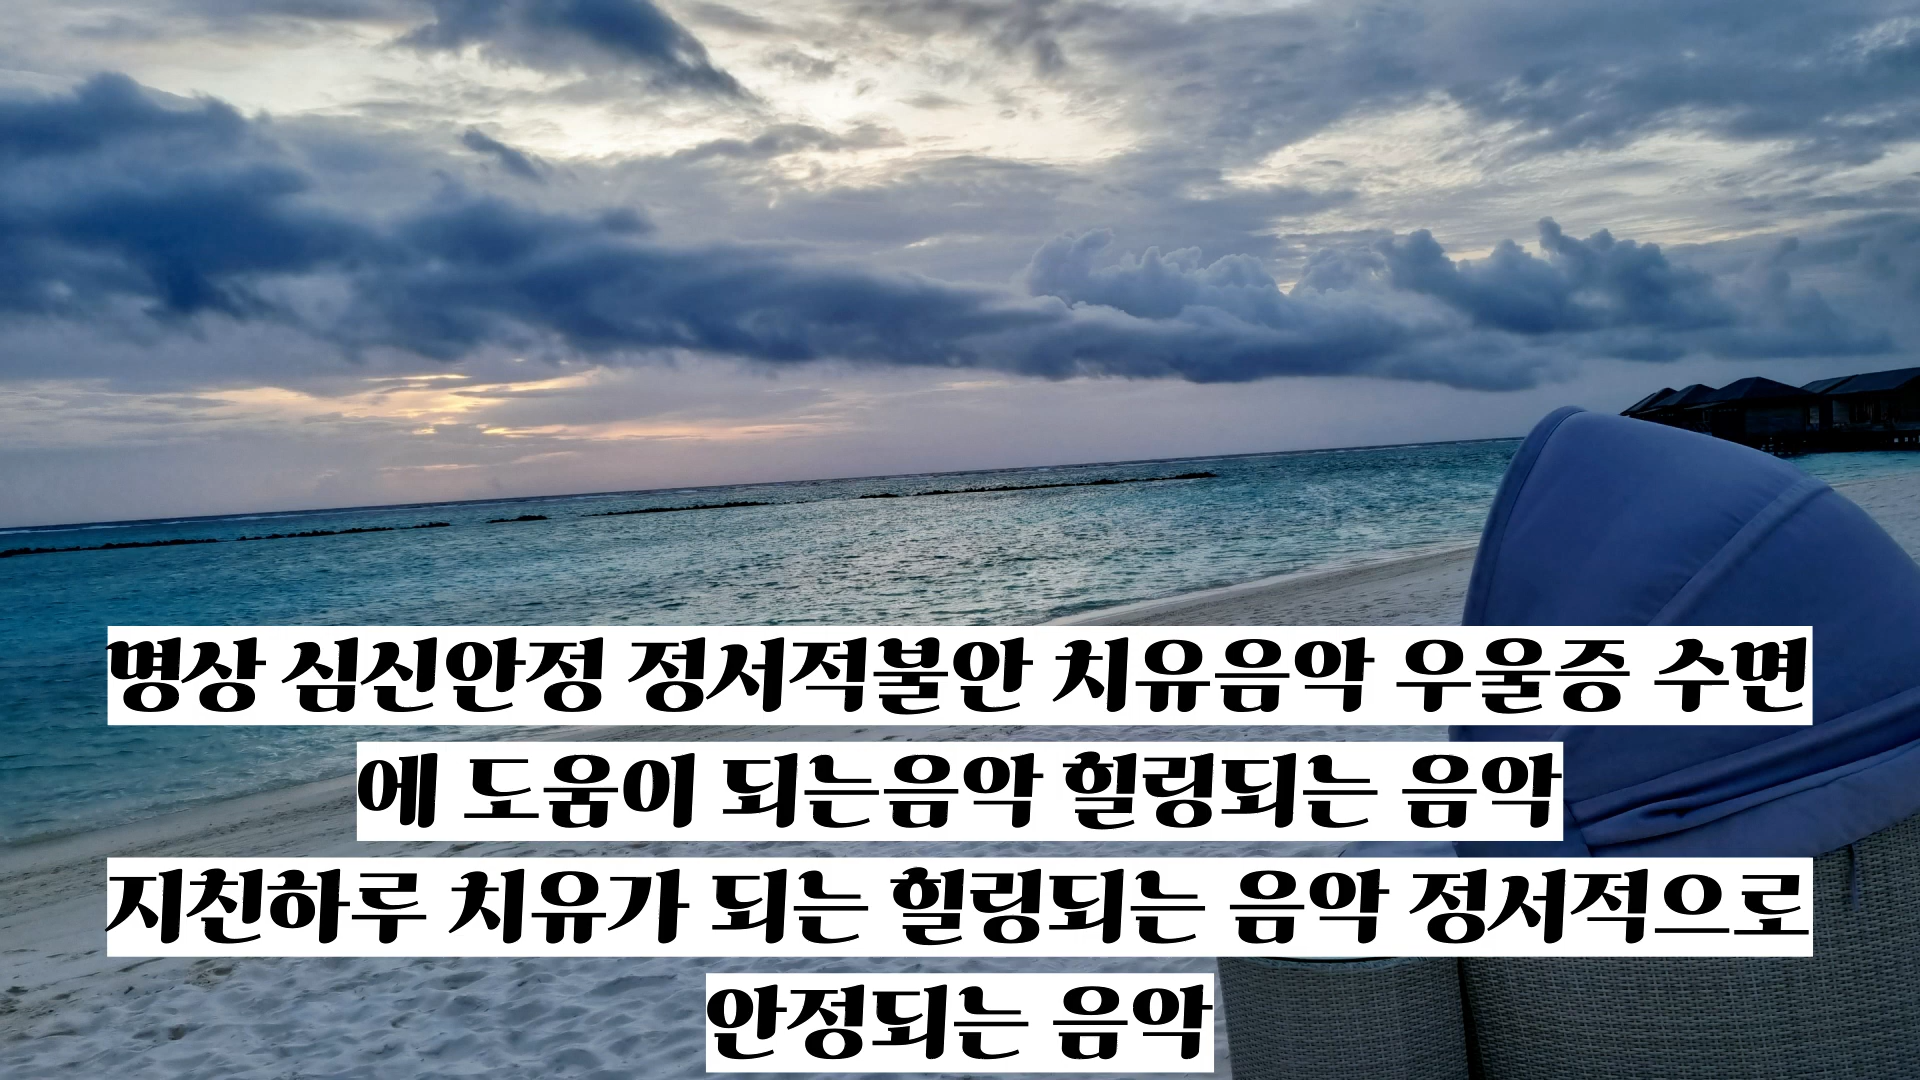 명상 심신안정 정서적불안 치유음악 우울증 수면
에 도움이 되는음악 힐링되는 음악
지친하루 치유가 되는 힐링되는 음악 정서적으로
안정되는 음악